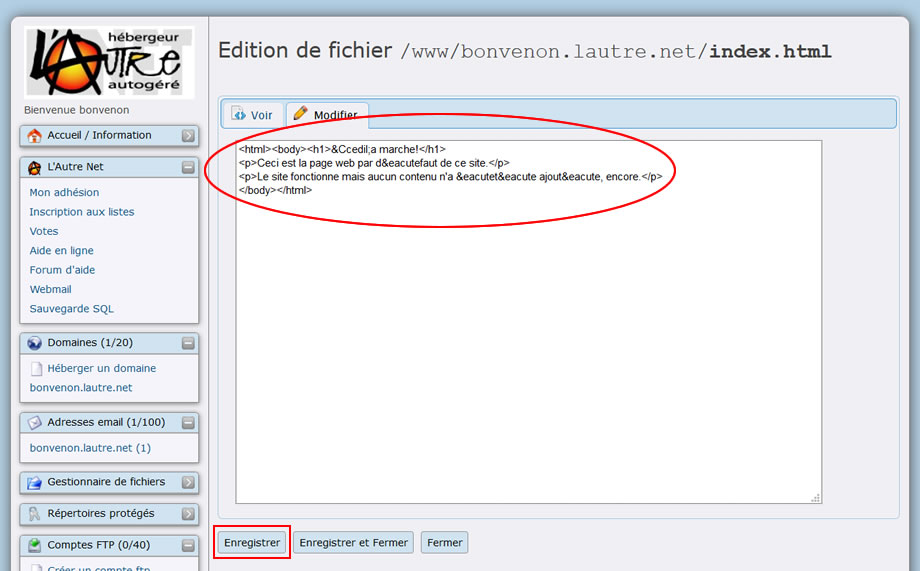 hébergeur
L'Autre
autogéré
Bienvenue bonvenon
Accueil / Information
L'Autre Net
Mon adhésion
Inscription aux listes
Votes
Aide en ligne
Forum d'aide
Webmail
Sauvegarde SQL
Domaines (1/20)
Héberger un domaine
bonvenon.lautre.net
Adresses email (1/100)
bonvenon.lautre.net (1)
Gestionnaire de fichiers
Répertoires protégés
Comptes FTP (0/40)
Créer un compte ftp
Edition de fichier /www/bonvenon.lautre.net/index.html
Voir
Modifier
<html><body><h1>&Ccedil;a marche!</h1>
<p>Ceci est la page web par d&eacutefaut de ce site.</p>
<p>Le site fonctionne mais aucun contenu n'a &eacutet&eacute ajout&eacute, encore.</p>
</body></html>
Enregistrer
Enregistrer et Fermer
Fermer